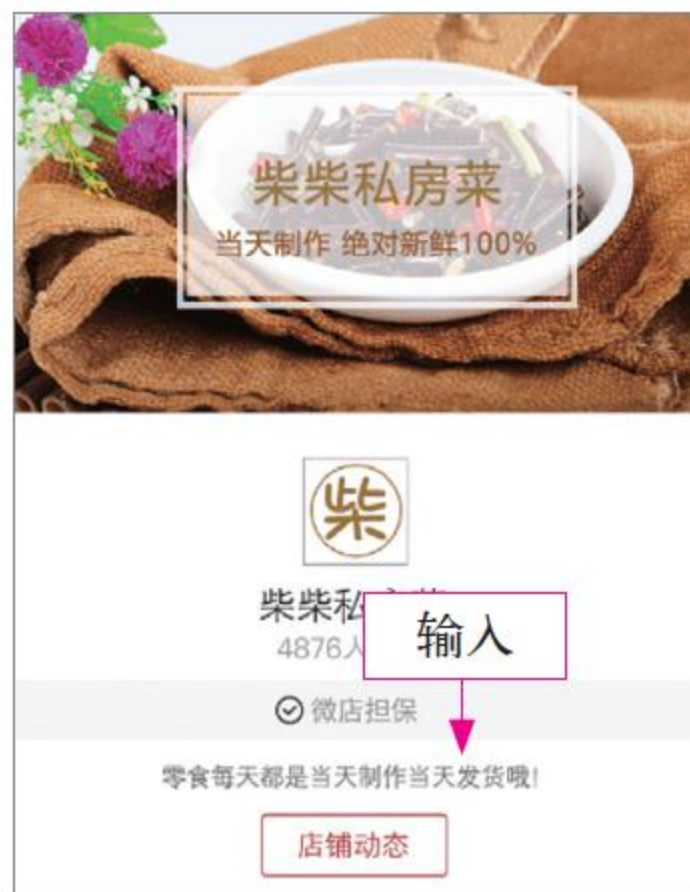 柴柴私房菜
当天制作 绝对新鲜100%
柴
柴柴私
4876人
输入
微店担保
零食每天都是当天制作当天发货哦!
店铺动态